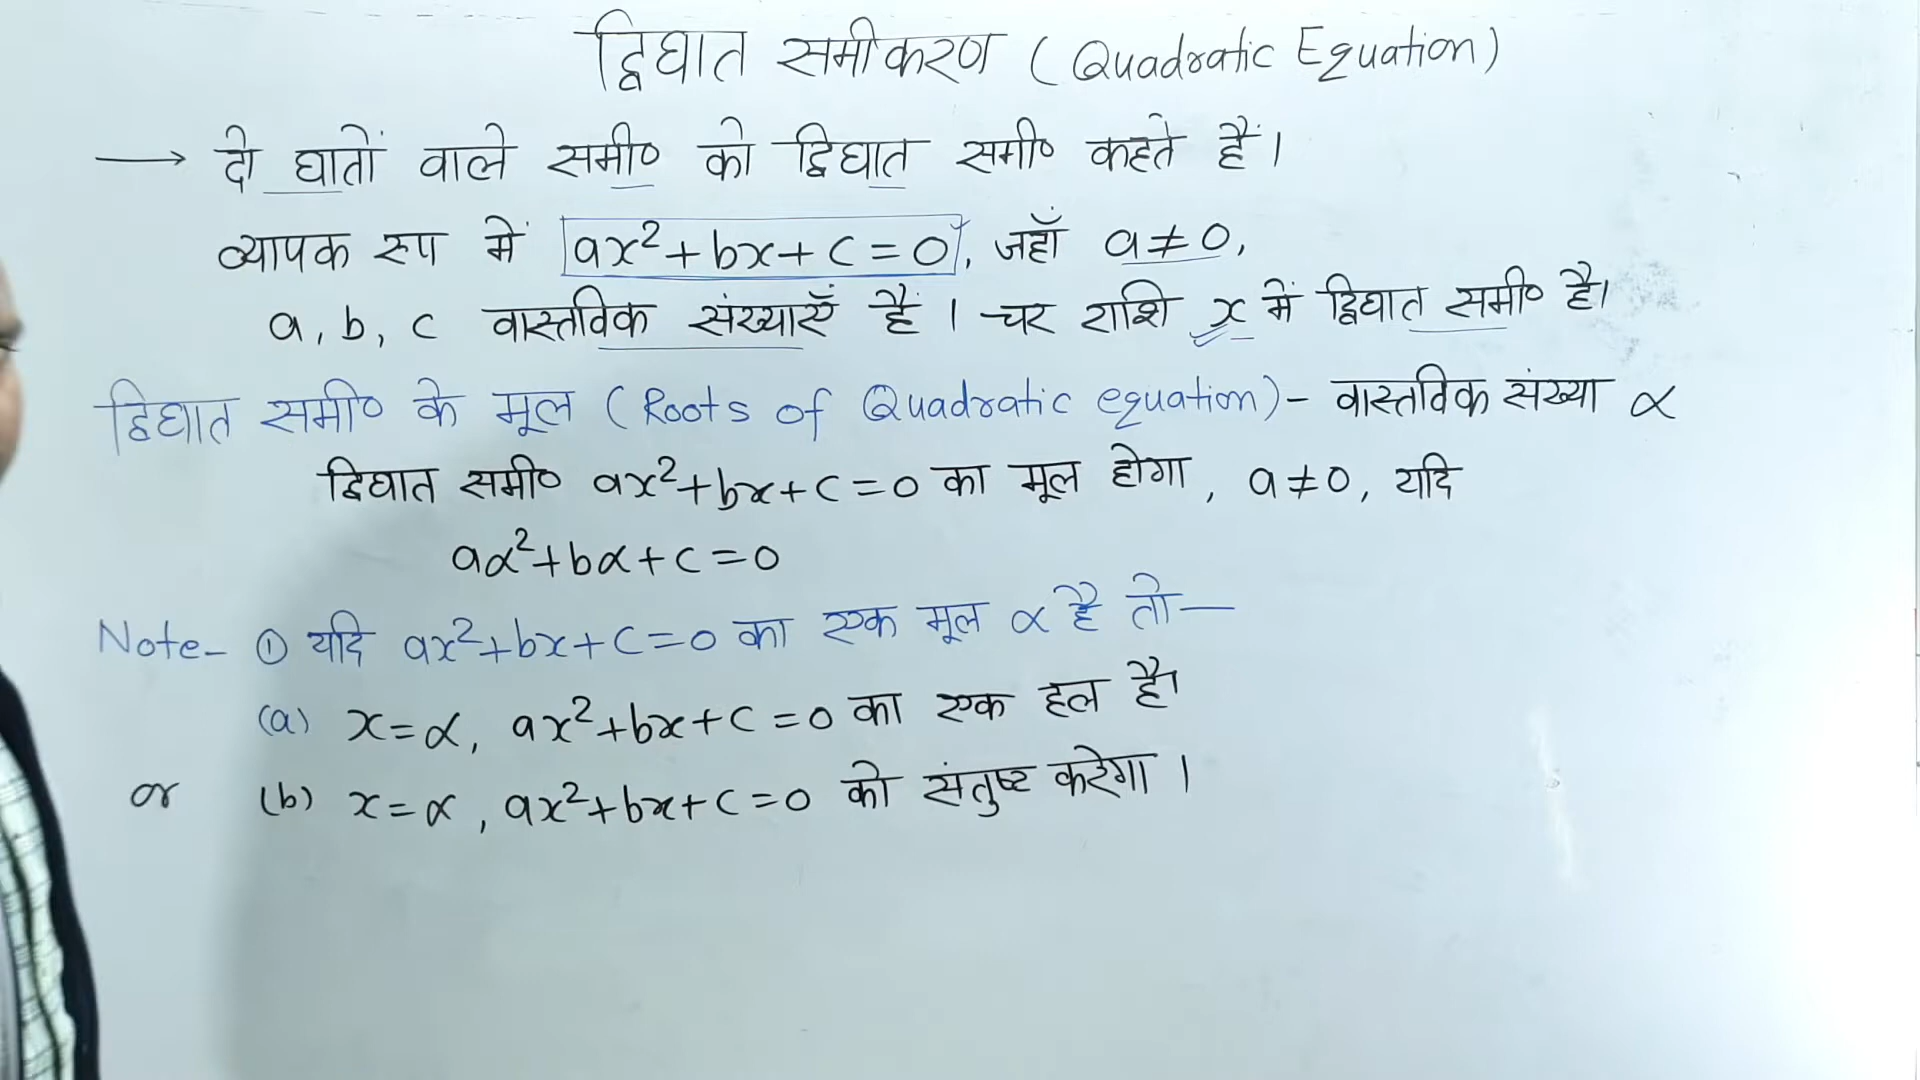 द्विघात समीकरण (Quadratic Equation)
→ दो घातों वाले समी० को द्विघात समी० कहते हैं।
व्यापक रूप में ax²+bx+c=0, जहाँ a≠0,
a, b, c वास्तविक संख्याएँ हैं। चर राशि x में द्विघात समी० है।
द्विघात समी० के मूल (Roots of Quadratic equation)- वास्तविक संख्या α
द्विघात समी० ax²+bx+c=0 का मूल होगा, a≠0, यदि
aα²+bα+c=0
Note- ① यदि ax²+bx+c=0 का एक मूल α है तो—
(a) x=α, ax²+bx+c=0 का एक हल है।
or (b) x=α, ax²+bx+c=0 को संतुष्ट करेगा।